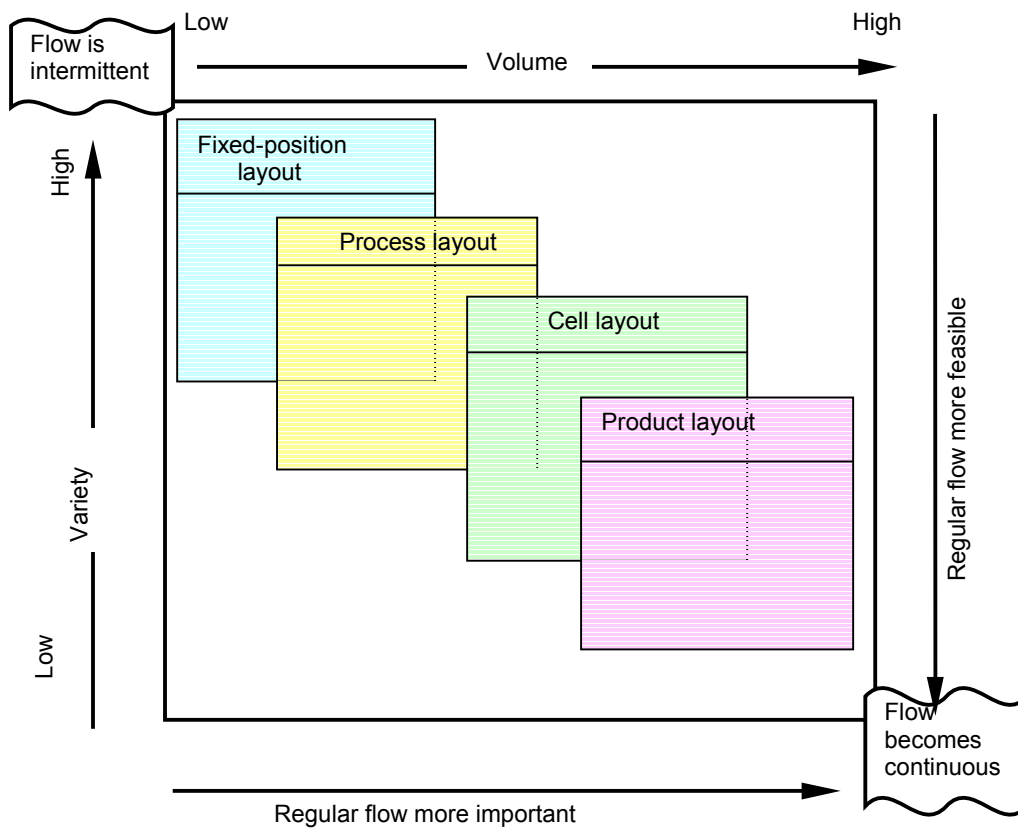 Low
High
Flow is
intermittent
Volume
Fixed-position
layout
High
Process layout
Cell layout
Regular flow more feasible
Product layout
Variety
Low
Flow
becomes
continuous
Regular flow more important